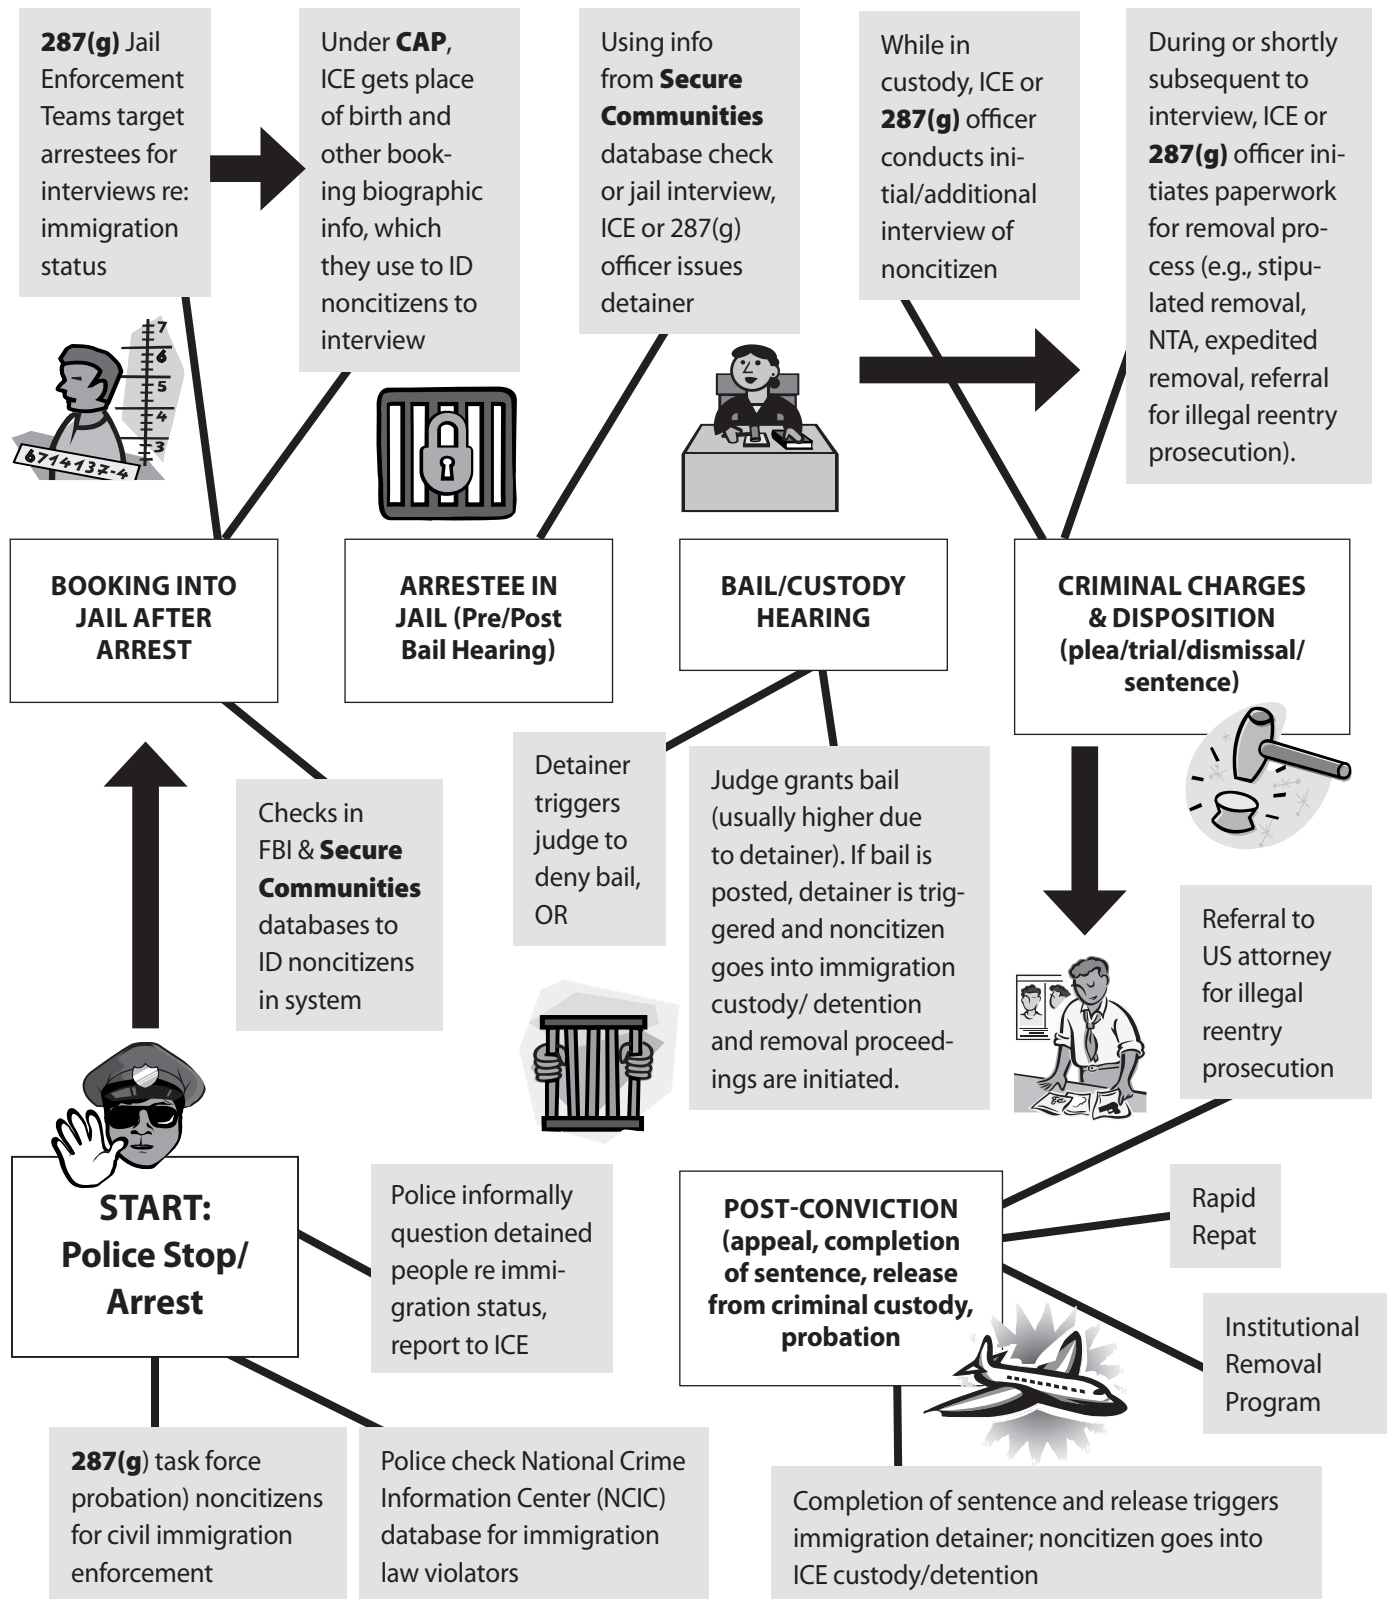 287(g) Jail
Enforcement
Teams target
arrestees for
interviews re:
immigration
status
Under CAP,
ICE gets place
of birth and
other book-
ing biographic
info, which
they use to ID
noncitizens to
interview
Using info
from Secure
Communities
database check
or jail interview,
ICE or 287(g)
officer issues
detainer
While in
custody, ICE or
287(g) officer
conducts ini-
tial/additional
interview of
noncitizen
During or shortly
subsequent to
interview, ICE or
287(g) officer ini-
tiates paperwork
for removal pro-
cess (e.g., stipu-
lated removal,
NTA, expedited
removal, referral
for illegal reentry
prosecution).
7
6
5
4
3
6714137-4
BOOKING INTO
JAIL AFTER
ARREST
ARRESTEE IN
JAIL (Pre/Post
Bail Hearing)
BAIL/CUSTODY
HEARING
CRIMINAL CHARGES
& DISPOSITION
(plea/trial/dismissal/
sentence)
Checks in
FBI & Secure
Communities
databases to
ID noncitizens
in system
Detainer
triggers
judge to
deny bail,
OR
Judge grants bail
(usually higher due
to detainer). If bail is
posted, detainer is trig-
gered and noncitizen
goes into immigration
custody/ detention
and removal proceed-
ings are initiated.
Referral to
US attorney
for illegal
reentry
prosecution
START:
Police Stop/
Arrest
Police informally
question detained
people re immi-
gration status,
report to ICE
POST-CONVICTION
(appeal, completion
of sentence, release
from criminal custody,
probation
Rapid
Repat
Institutional
Removal
Program
287(g) task force
probation) noncitizens
for civil immigration
enforcement
Police check National Crime
Information Center (NCIC)
database for immigration
law violators
Completion of sentence and release triggers
immigration detainer; noncitizen goes into
ICE custody/detention